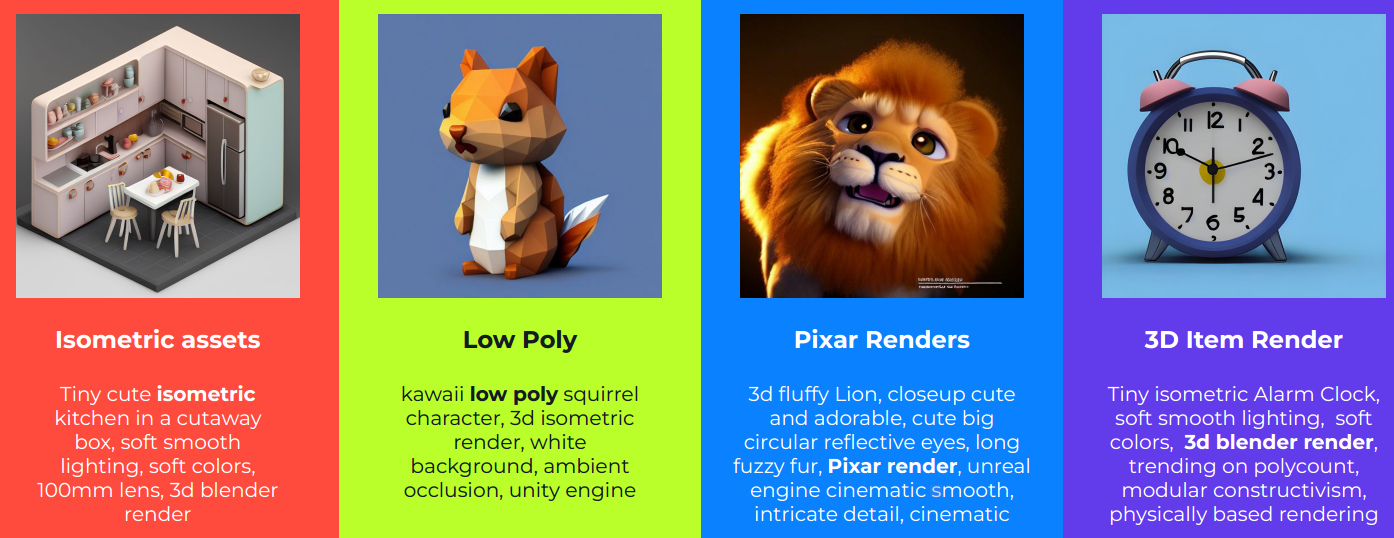 Isometric assets
Tiny cute isometric
kitchen in a cutaway
box, soft smooth
lighting, soft colors,
100mm lens, 3d blender
render
Low Poly
kawaii low poly squirrel
character, 3d isometric
render, white
background, ambient
occlusion, unity engine
Pixar Renders
3d fluffy Lion, closeup cute
and adorable, cute big
circular reflective eyes, long
fuzzy fur, Pixar render, unreal
engine cinematic smooth,
intricate detail, cinematic
11 12 1
10 2
9 3
8 4
7 6 5
3D Item Render
Tiny isometric Alarm Clock,
soft smooth lighting, soft
colors, 3d blender render,
trending on polycount,
modular constructivism,
physically based rendering